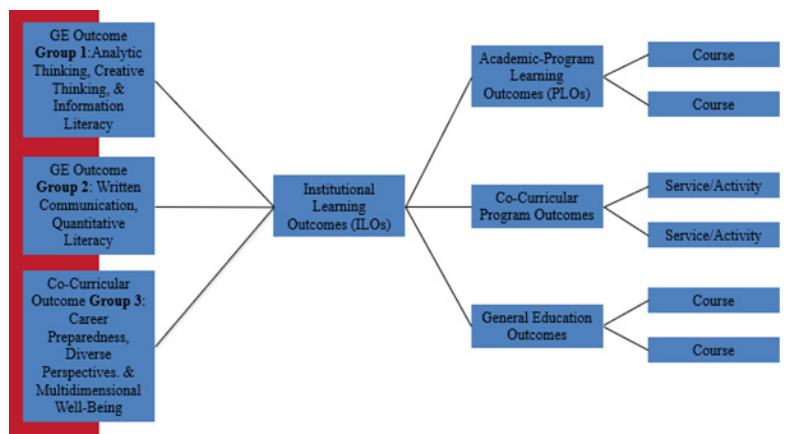 GE Outcome
Group 1:Analytic
Thinking, Creative
Thinking, &
Information
Literacy
GE Outcome
Group 2: Written
Communication,
Quantitative
Literacy
Co-Curricular
Outcome Group 3:
Career
Preparedness,
Diverse
Perspectives. &
Multidimensional
Well-Being
Institutional
Learning
Outcomes (ILOs)
Academic-Program
Learning
Outcomes (PLOs)
Course
Course
Co-Curricular
Program Outcomes
Service/Activity
Service/Activity
General Education
Outcomes
Course
Course